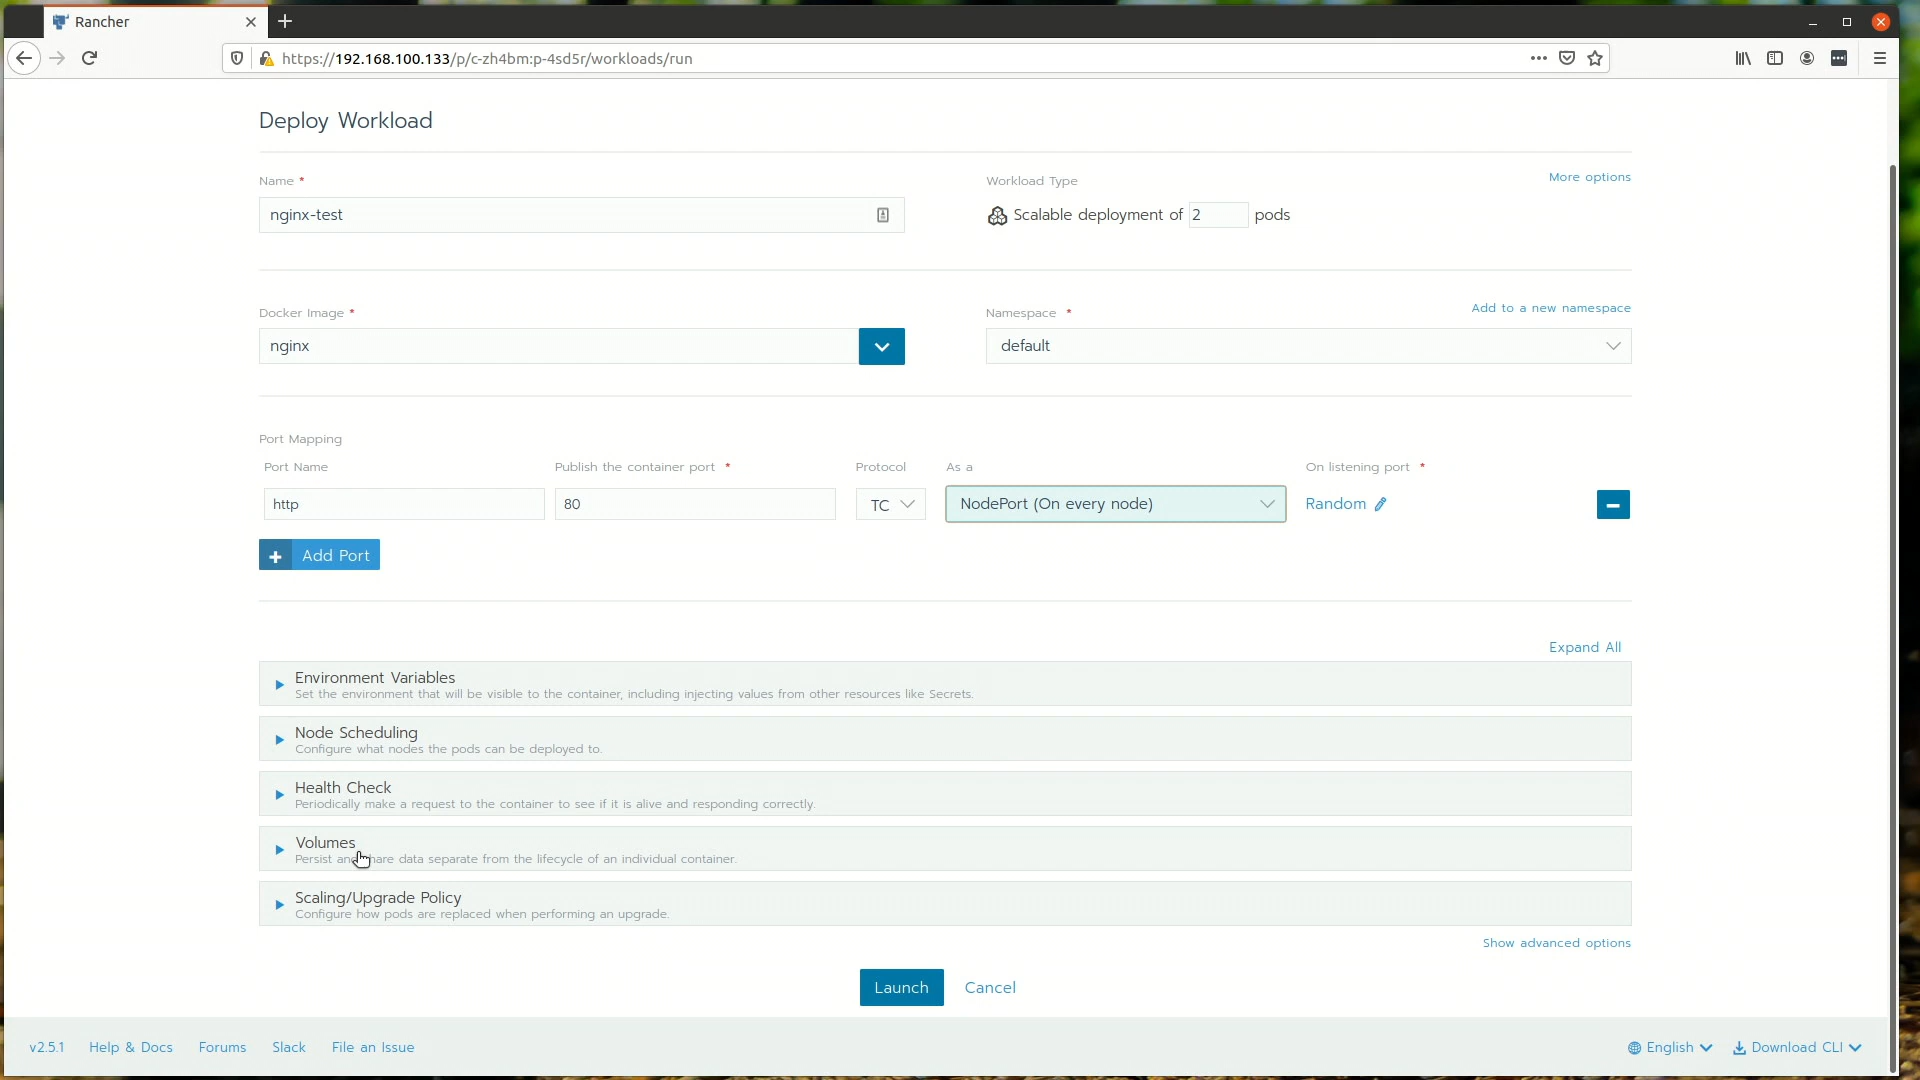 Rancher
https://192.168.100.133/p/c-zh4bm:p-4sd5r/workloads/run
Deploy Workload
Name *
Workload Type
More options
nginx-test
Scalable deployment of 2 pods
Docker Image *
Namespace *
Add to a new namespace
nginx
default
Port Mapping
Port Name
Publish the container port *
Protocol
As a
On listening port *
http
80
TC
NodePort (On every node)
Random
Add Port
Expand All
Environment Variables
Set the environment that will be visible to the container, including injecting values from other resources like Secrets.
Node Scheduling
Configure what nodes the pods can be deployed to.
Health Check
Periodically make a request to the container to see if it is alive and responding correctly.
Volumes
Persist and share data separate from the lifecycle of an individual container.
Scaling/Upgrade Policy
Configure how pods are replaced when performing an upgrade.
Show advanced options
Launch
Cancel
v2.5.1
Help & Docs
Forums
Slack
File an Issue
English
Download CLI